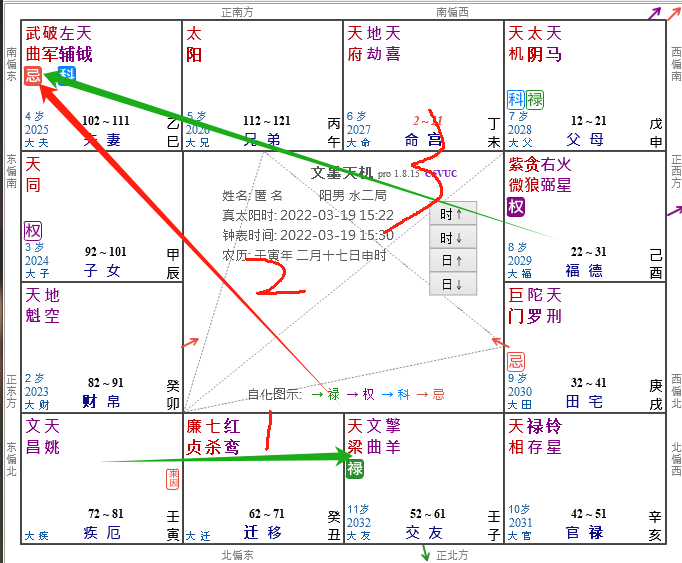 正南方
南偏西
武破左天
曲军辅钺
忌
科
4 岁
2025
大 夫
102～111
夫 妻
乙
巳
太
阳
5 岁
2026
大 兄
112～121
兄 弟
丙
午
天地天
府劫喜
6 岁
2027
大 命
2～11
命 宫
丁
未
天太天
机阴马
科 禄
7 岁
2028
大 父
12～21
父 母
戊
申
南偏东
西偏南
东偏南
正西方
天
同
权
3 岁
2024
大 子
92～101
子 女
甲
辰
文墨天机 pro 1.8.15 C5VUC
姓名: 匿 名 阳男 水二局
真太阳时: 2022-03-19 15:22
钟表时间: 2022-03-19 15:30
农历: 壬寅年 二月十七日申时
时↑
时↓
日↑
日↓
3
2
1
自化图示: →禄 →权 →科 →忌
紫贪右火
微狼弼星
权
8 岁
2029
大 福
22～31
福 德
己
酉
天地
魁空
2 岁
2023
大 财
82～91
财 帛
癸
卯
巨陀天
门罗刑
忌
9 岁
2030
大 田
32～41
田 宅
庚
戌
正东方
西偏北
东偏北
北偏西
文天
昌姚
来因
大 疾
72～81
疾 厄
壬
寅
廉七红
贞杀鸾
大 迁
62～71
迁 移
癸
丑
天文擎
梁曲羊
禄
11岁
2032
大 友
52～61
交 友
壬
子
天禄铃
相存星
10岁
2031
大 官
42～51
官 禄
辛
亥
北偏东
正北方